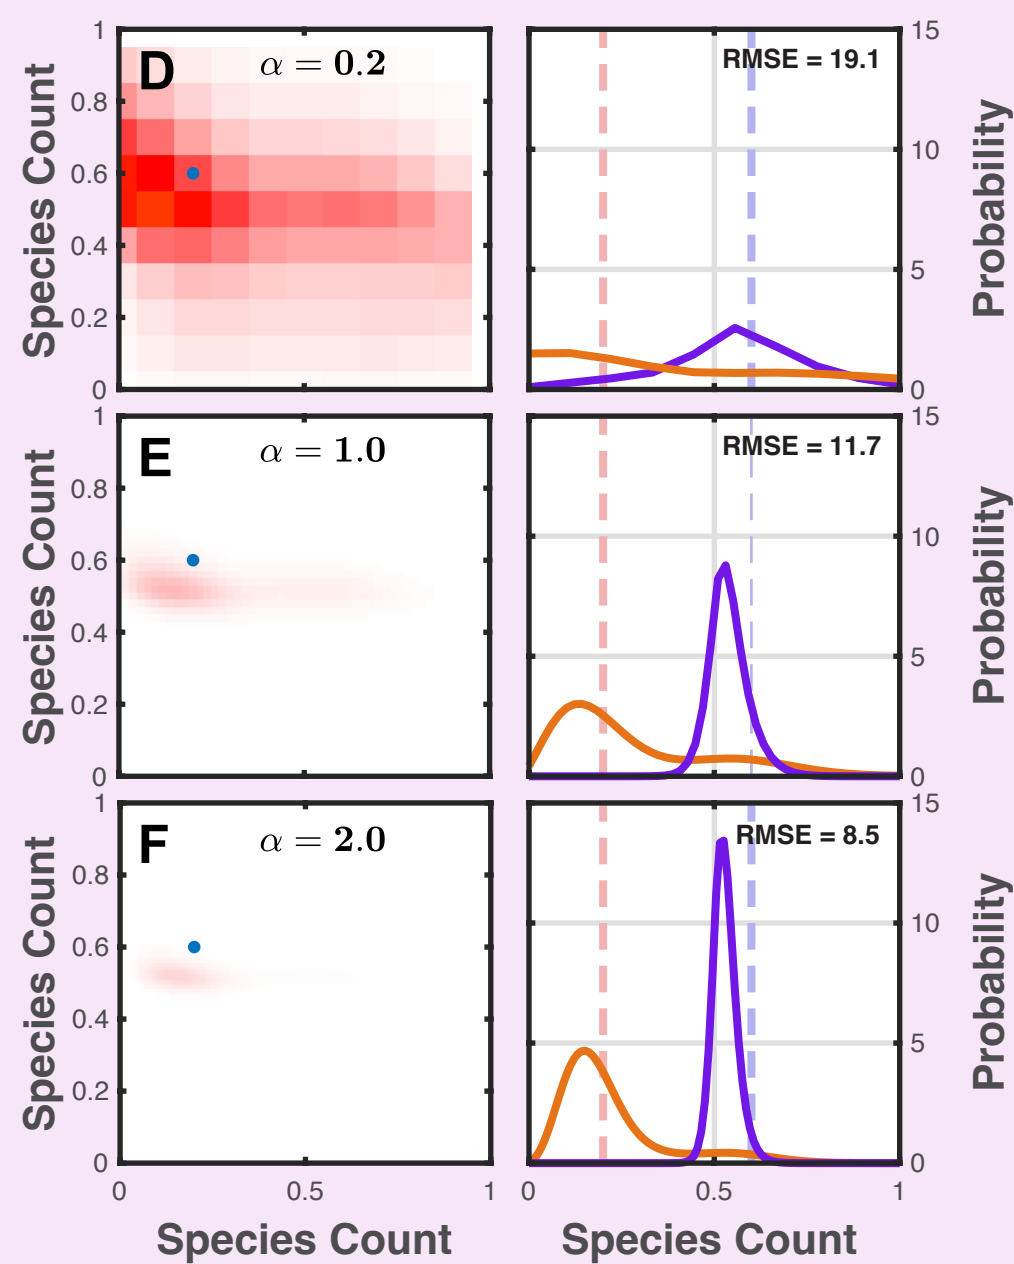 D
α = 0.2
RMSE = 19.1
Species Count
Probability
1
0.8
0.6
0.4
0.2
0
15
10
5
0
E
α = 1.0
RMSE = 11.7
Species Count
Probability
1
0.8
0.6
0.4
0.2
0
15
10
5
0
F
α = 2.0
RMSE = 8.5
Species Count
Probability
1
0.8
0.6
0.4
0.2
0
15
10
5
0
0 0.5 1
0 0.5 1
Species Count
Species Count